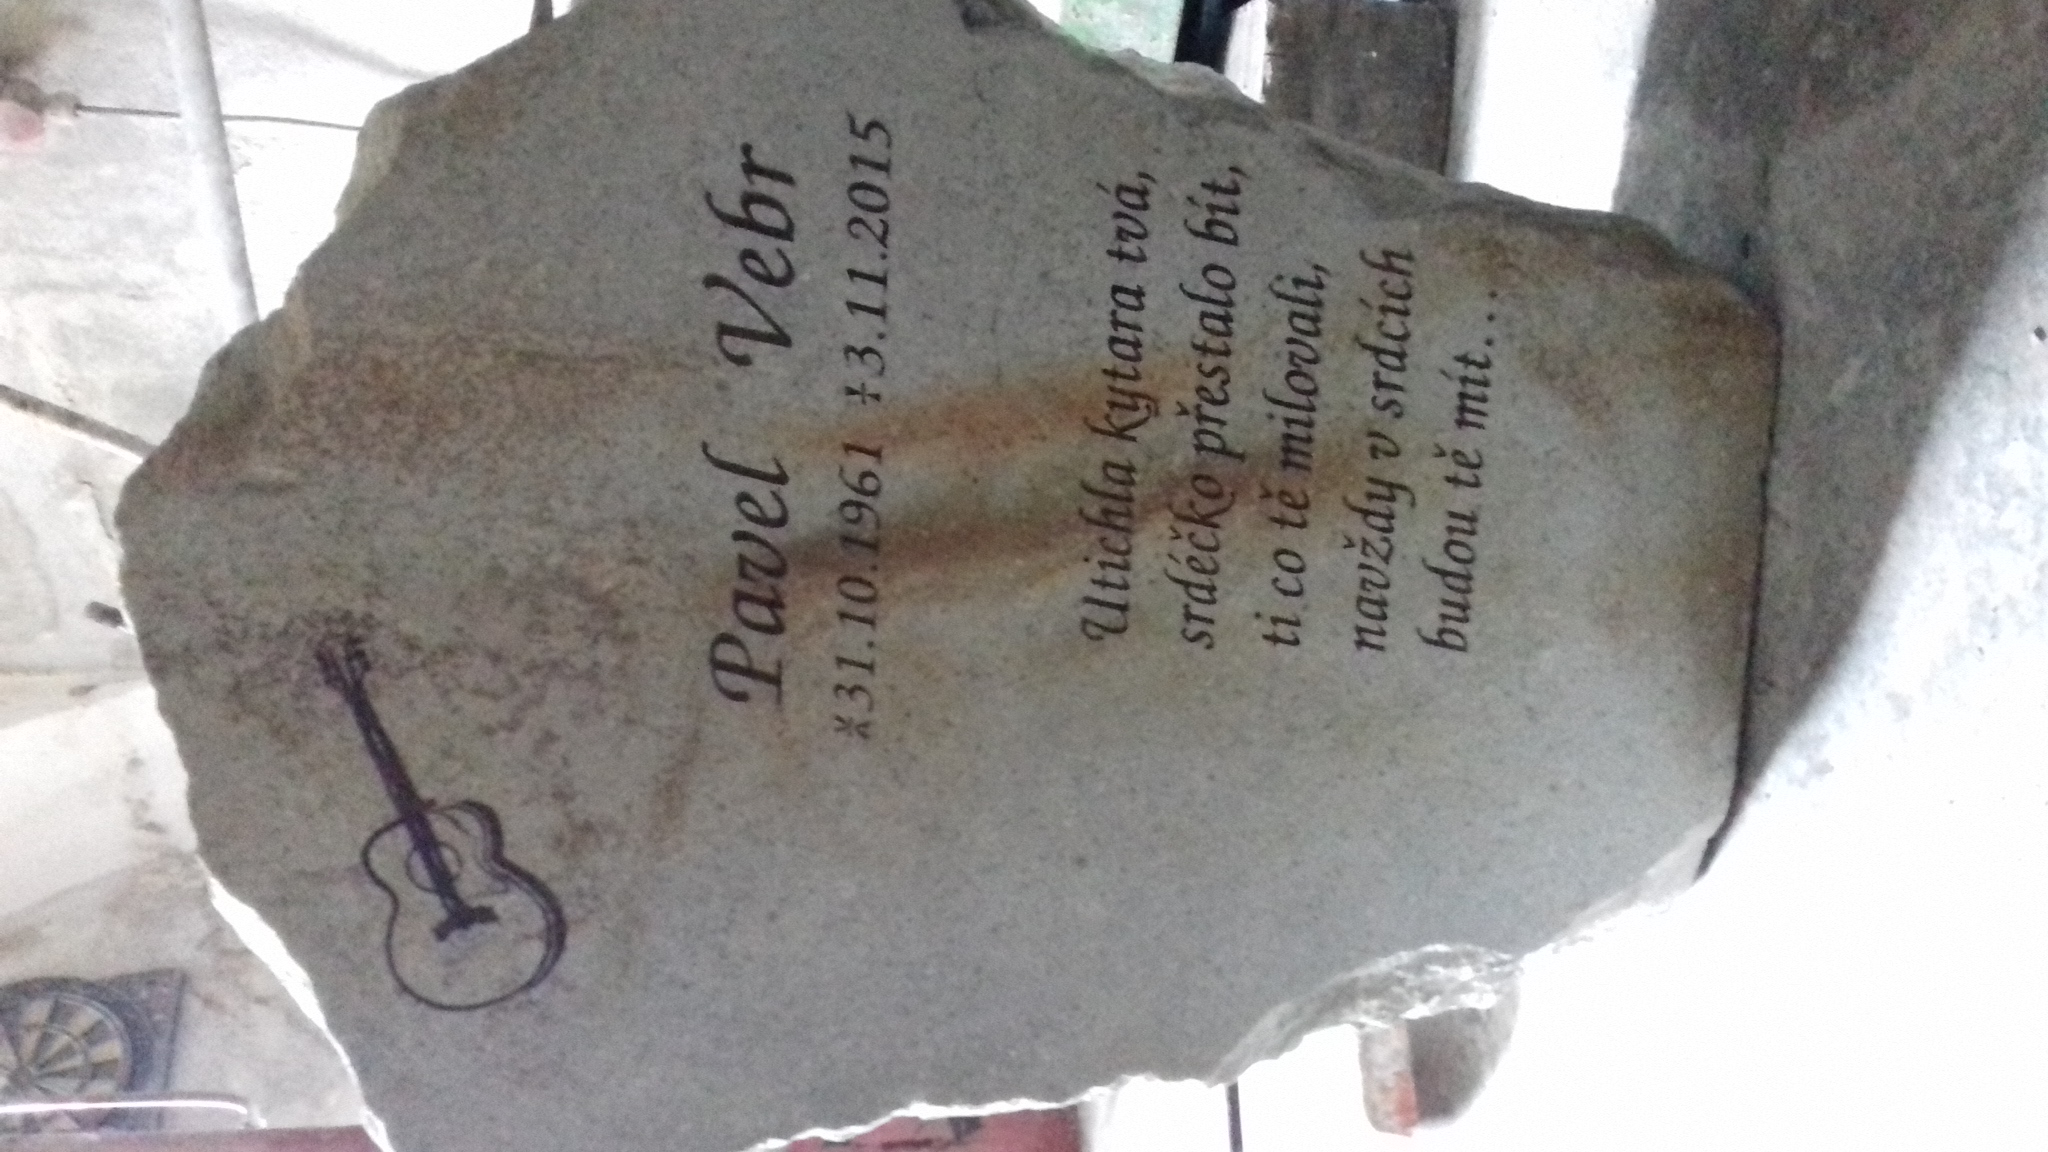 Pavel Vebr
*31.10.1961 †3.11.2015
Utichla kytara tvá,
srdéčko přestalo bít,
ti co tě milovali,
navždy v srdcích
budou tě mít...